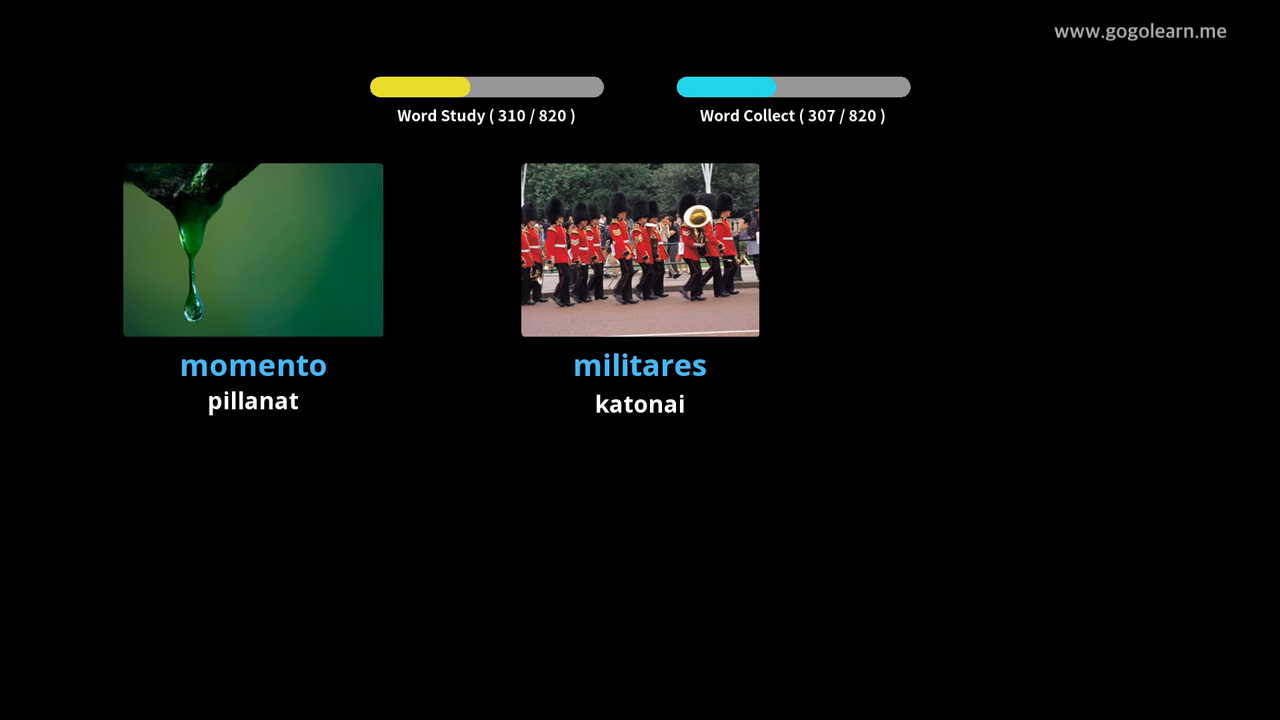 www.gogolearn.me
Word Study ( 310 / 820 )
Word Collect ( 307 / 820 )
momento
pillanat
militares
katonai